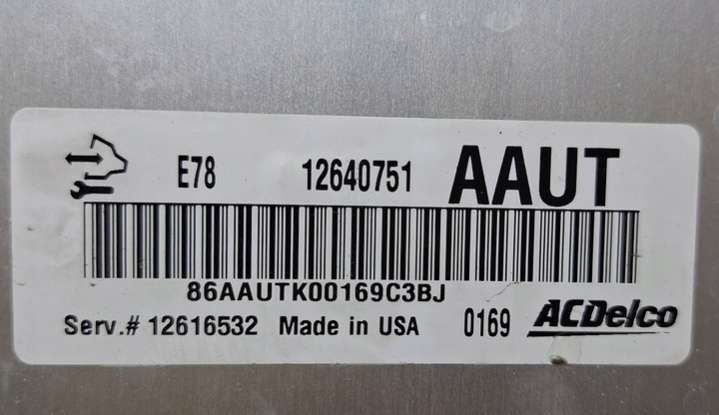 E78 12640751 AAUT
86AAUTK00169C3BJ
Serv.# 12616532 Made in USA 0169 ACDelco